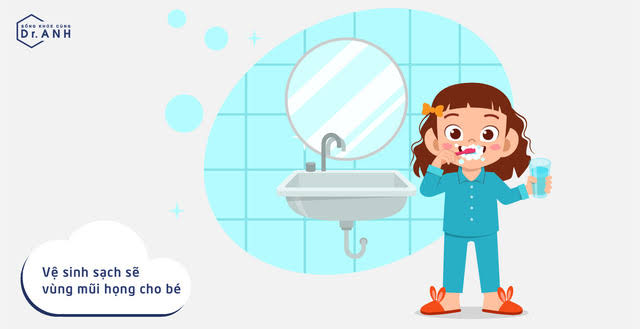 SỐNG KHỎE CÙNG
Dr.ANH
Vệ sinh sạch sẽ
vùng mũi họng cho bé